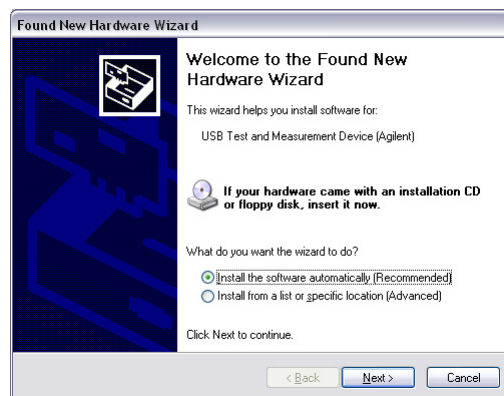 Found New Hardware Wizard
Welcome to the Found New
Hardware Wizard
This wizard helps you install software for:
USB Test and Measurement Device (Agilent)
If your hardware came with an installation CD
or floppy disk, insert it now.
What do you want the wizard to do?
Install the software automatically (Recommended)
Install from a list or specific location (Advanced)
Click Next to continue.
< Back
Next >
Cancel